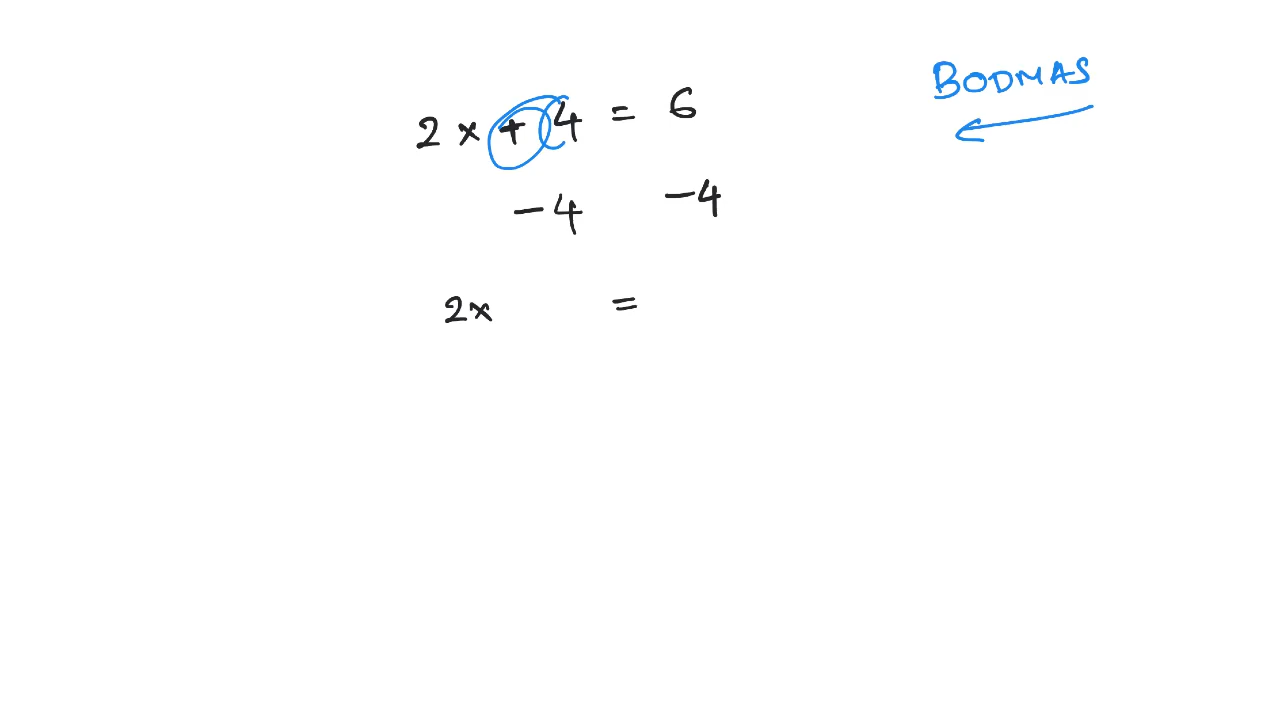 BODMAS
2x + 4 = 6
-4 -4
2x =